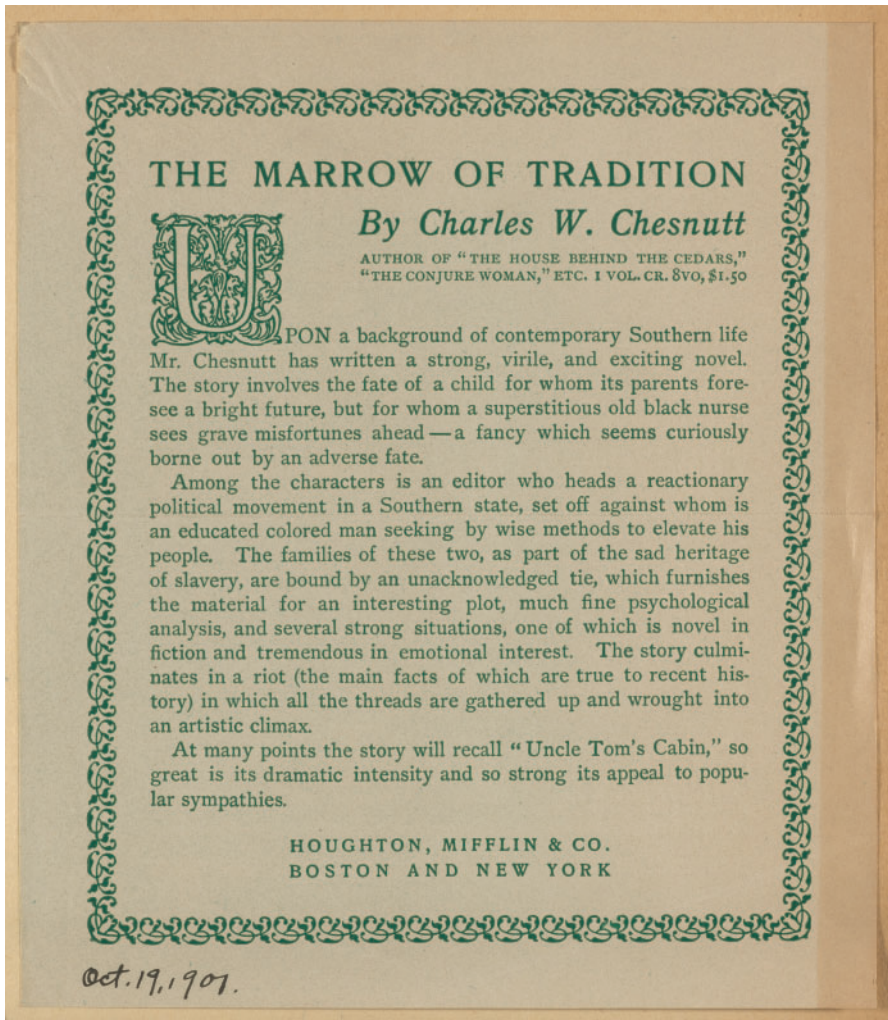 THE MARROW OF TRADITION
By Charles W. Chesnutt
AUTHOR OF "THE HOUSE BEHIND THE CEDARS,"
"THE CONJURE WOMAN," ETC. 1 VOL. CR. 8VO, $1.50
UPON a background of contemporary Southern life
Mr. Chesnutt has written a strong, virile, and exciting novel.
The story involves the fate of a child for whom its parents fore-
see a bright future, but for whom a superstitious old black nurse
sees grave misfortunes ahead — a fancy which seems curiously
borne out by an adverse fate.
Among the characters is an editor who heads a reactionary
political movement in a Southern state, set off against whom is
an educated colored man seeking by wise methods to elevate his
people. The families of these two, as part of the sad heritage
of slavery, are bound by an unacknowledged tie, which furnishes
the material for an interesting plot, much fine psychological
analysis, and several strong situations, one of which is novel in
fiction and tremendous in emotional interest. The story culmi-
nates in a riot (the main facts of which are true to recent his-
tory) in which all the threads are gathered up and wrought into
an artistic climax.
At many points the story will recall "Uncle Tom's Cabin," so
great is its dramatic intensity and so strong its appeal to popu-
lar sympathies.
HOUGHTON, MIFFLIN & CO.
BOSTON AND NEW YORK
Oct. 19, 1901.